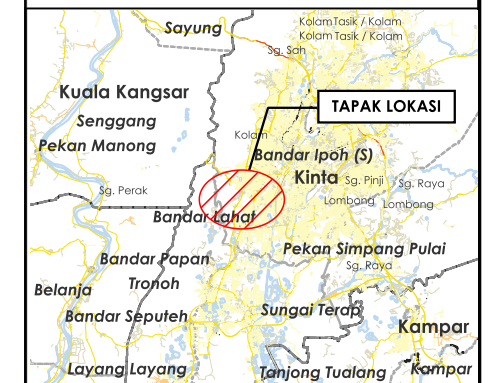 Sayung
Kolam Tasik / Kolam
Kolam Tasik / Kolam
Sg. Sah
Kuala Kangsar
TAPAK LOKASI
Senggang
Kolam
Pekan Manong
Bandar Ipoh (S)
Kinta
Sg. Pinji
Sg. Raya
Sg. Perak
Lombong
Lombong
Bandar Lahat
Pekan Simpang Pulai
Bandar Papan
Sg. Raya
Tronoh
Belanja
Sungai Terap
Bandar Seputeh
Kampar
Layang Layang
Tanjong Tualang
Kampar